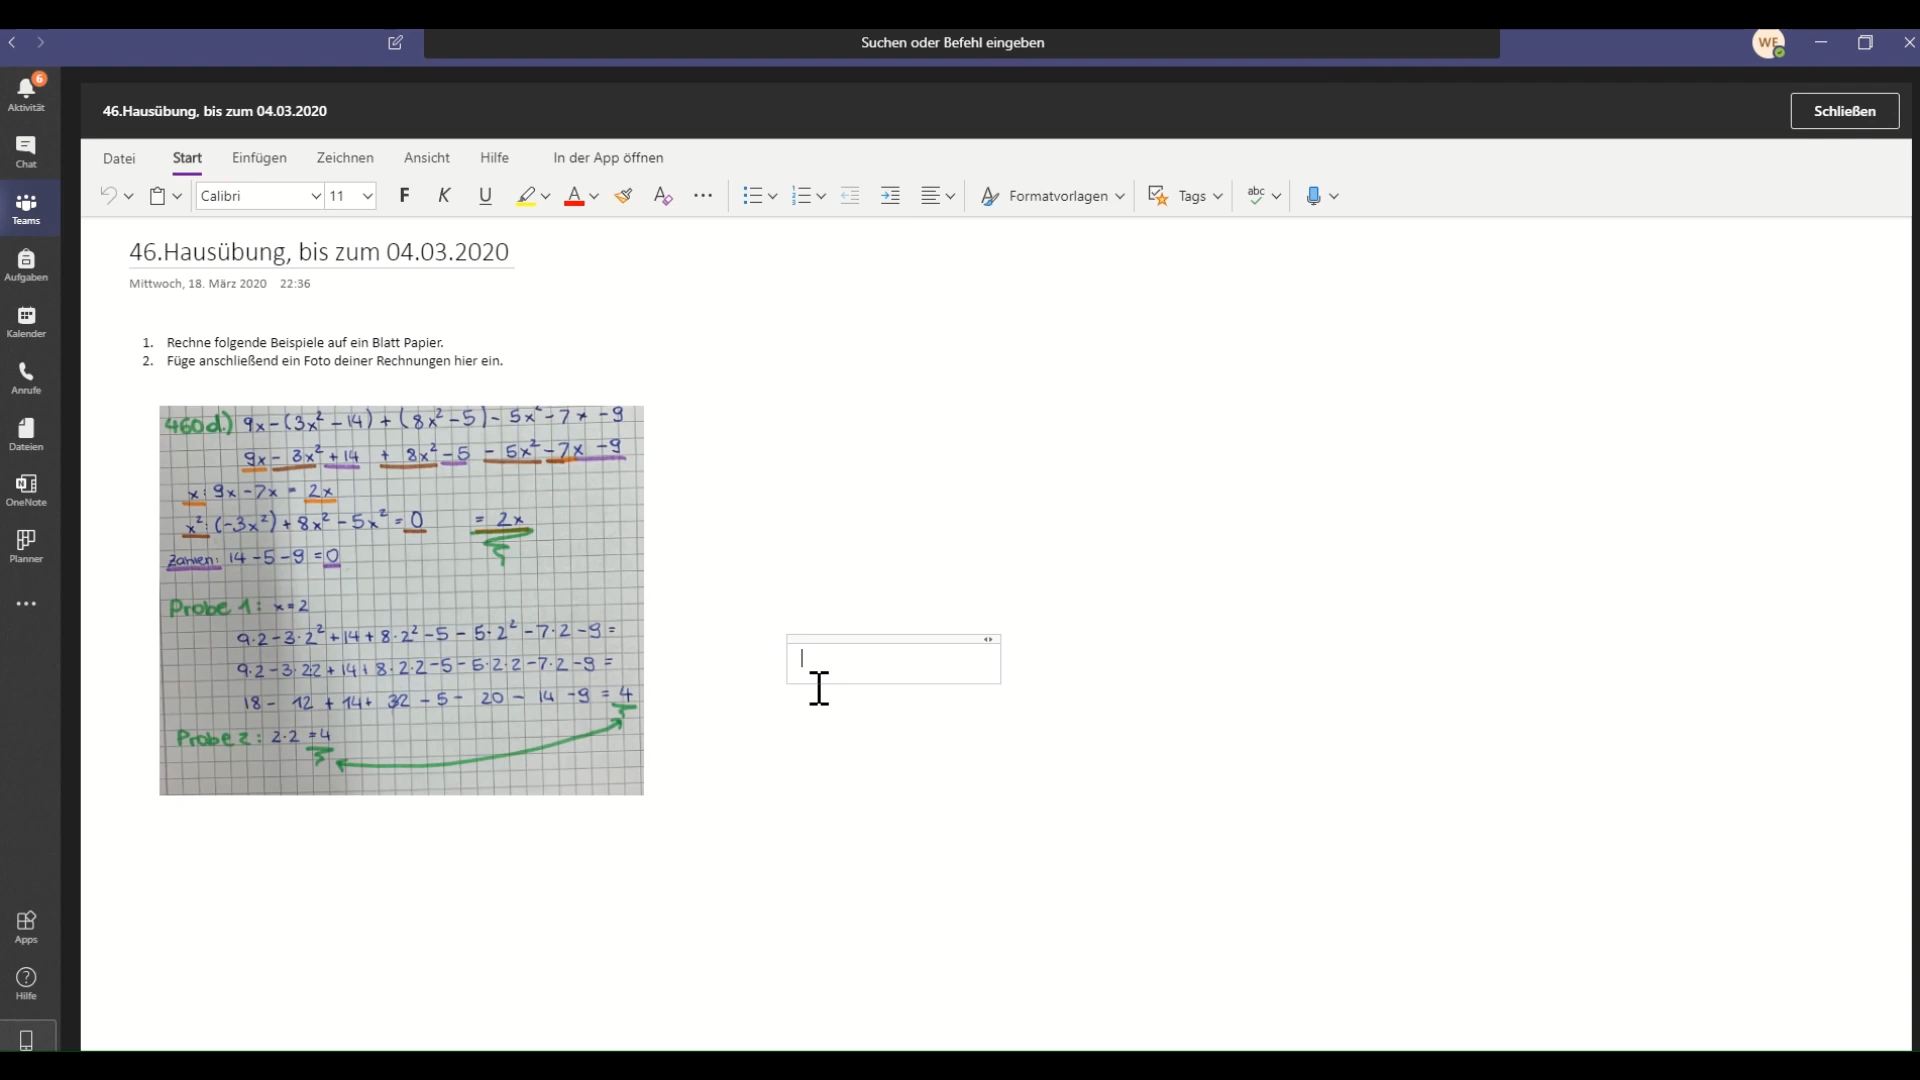 Suchen oder Befehl eingeben
WE
6
Aktivität
Chat
Teams
Aufgaben
Kalender
Anrufe
Dateien
OneNote
Planner
Apps
Hilfe
46.Hausübung, bis zum 04.03.2020
Schließen
Datei Start Einfügen Zeichnen Ansicht Hilfe In der App öffnen
Calibri 11 F K U A A Formatvorlagen Tags abc
46.Hausübung, bis zum 04.03.2020
Mittwoch, 18. März 2020 22:36
1. Rechne folgende Beispiele auf ein Blatt Papier.
2. Füge anschließend ein Foto deiner Rechnungen hier ein.
460d.) 9x-(3x²-14)+(8x²-5)-5x²-7x-9
9x-3x²+14 + 8x²-5 - 5x²-7x-9
x: 9x-7x = 2x
x²: (-3x²)+8x²-5x²=0 = 2x
Zahlen: 14-5-9=0
Probe 1: x=2
9·2-3·2²+14+8·2²-5-5·2²-7·2-9=
9·2-3·22+14+8·2·2-5-5·2·2-7·2-9=
18- 12 +14+ 32 -5- 20 - 14 -9 = 4
Probe 2: 2·2 =4